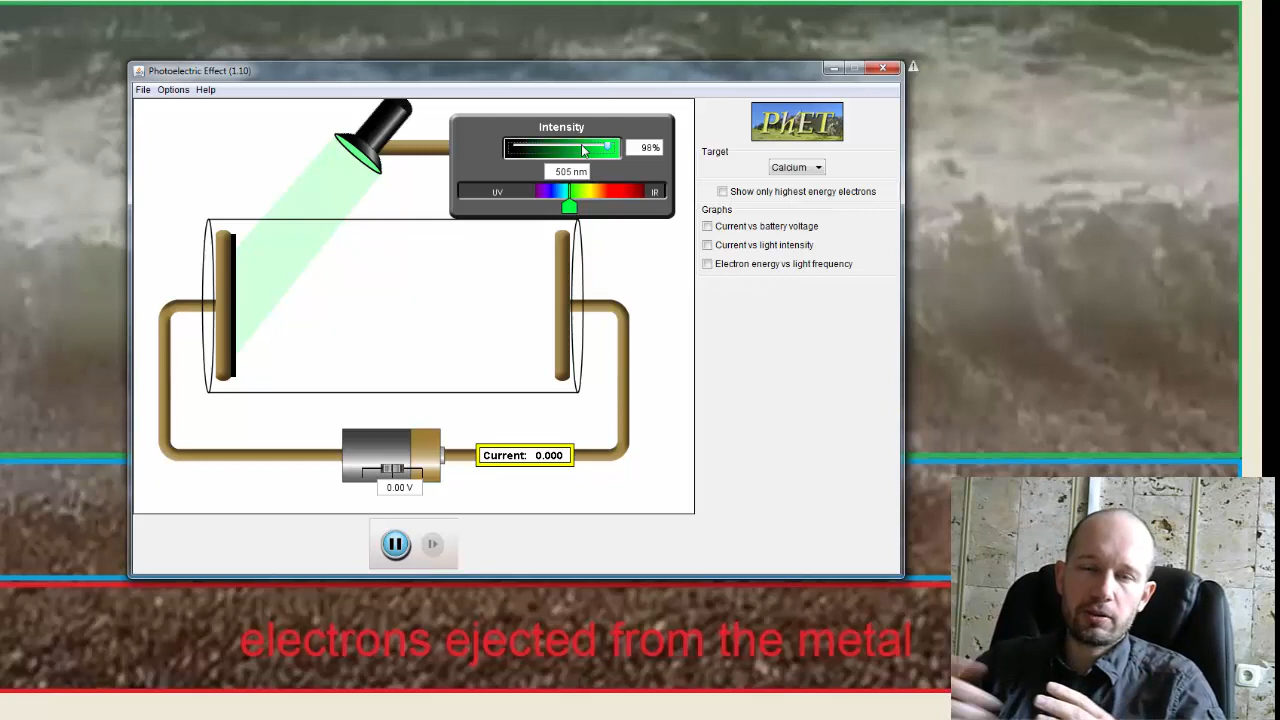 Photoelectric Effect (1.10)
File Options Help
Intensity
98%
505 nm
UV
IR
PhET
Target
Calcium
Show only highest energy electrons
Graphs
Current vs battery voltage
Current vs light intensity
Electron energy vs light frequency
Current: 0.000
0.00 V
electrons ejected from the metal